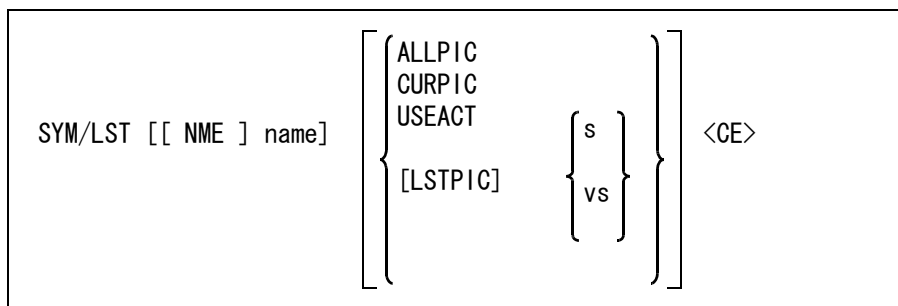 ALLPIC
CURPIC
USEACT
s
SYM/LST [[ NME ] name] <CE>
[LSTPIC]
vs